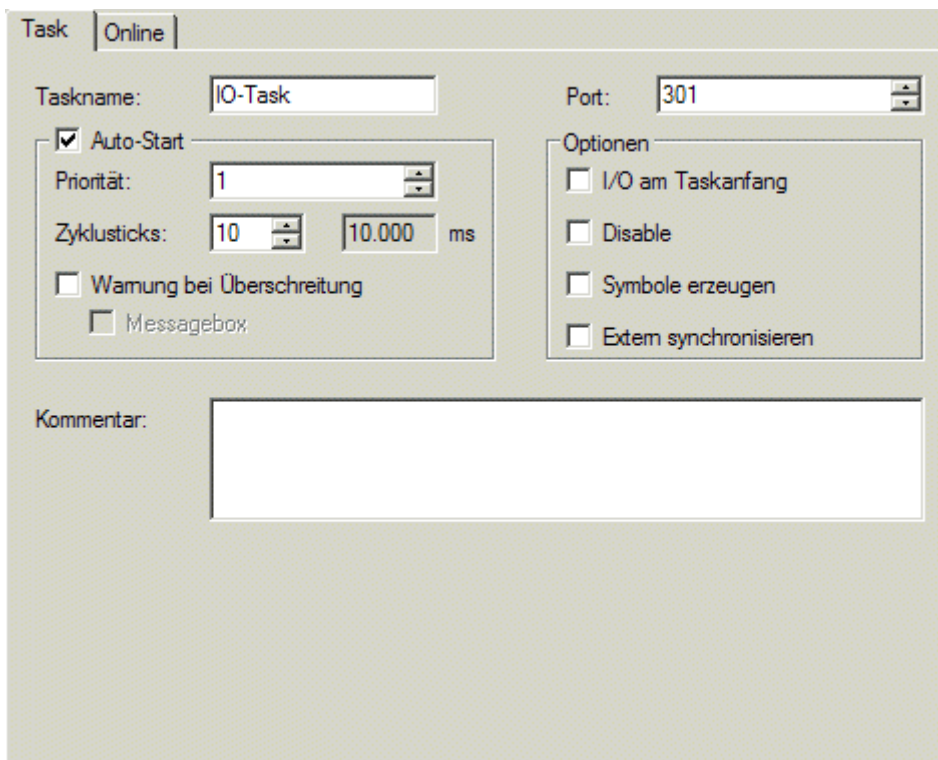 Task Online
Taskname: IO-Task Port: 301
Auto-Start Optionen
Priorität: 1 I/O am Taskanfang
Zyklusticks: 10 10.000 ms Disable
Warnung bei Überschreitung Symbole erzeugen
Messagebox
Extern synchronisieren
Kommentar: